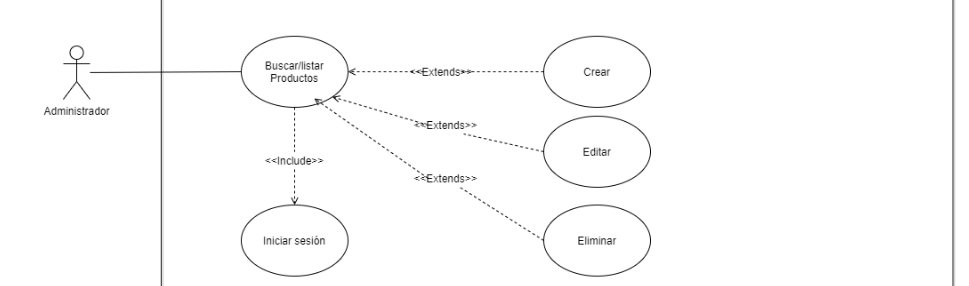 Buscar/listar
Productos
<<Extends>>
Crear
Administrador
<<Extends>>
Editar
<<Include>>
<<Extends>>
Iniciar sesión
Eliminar